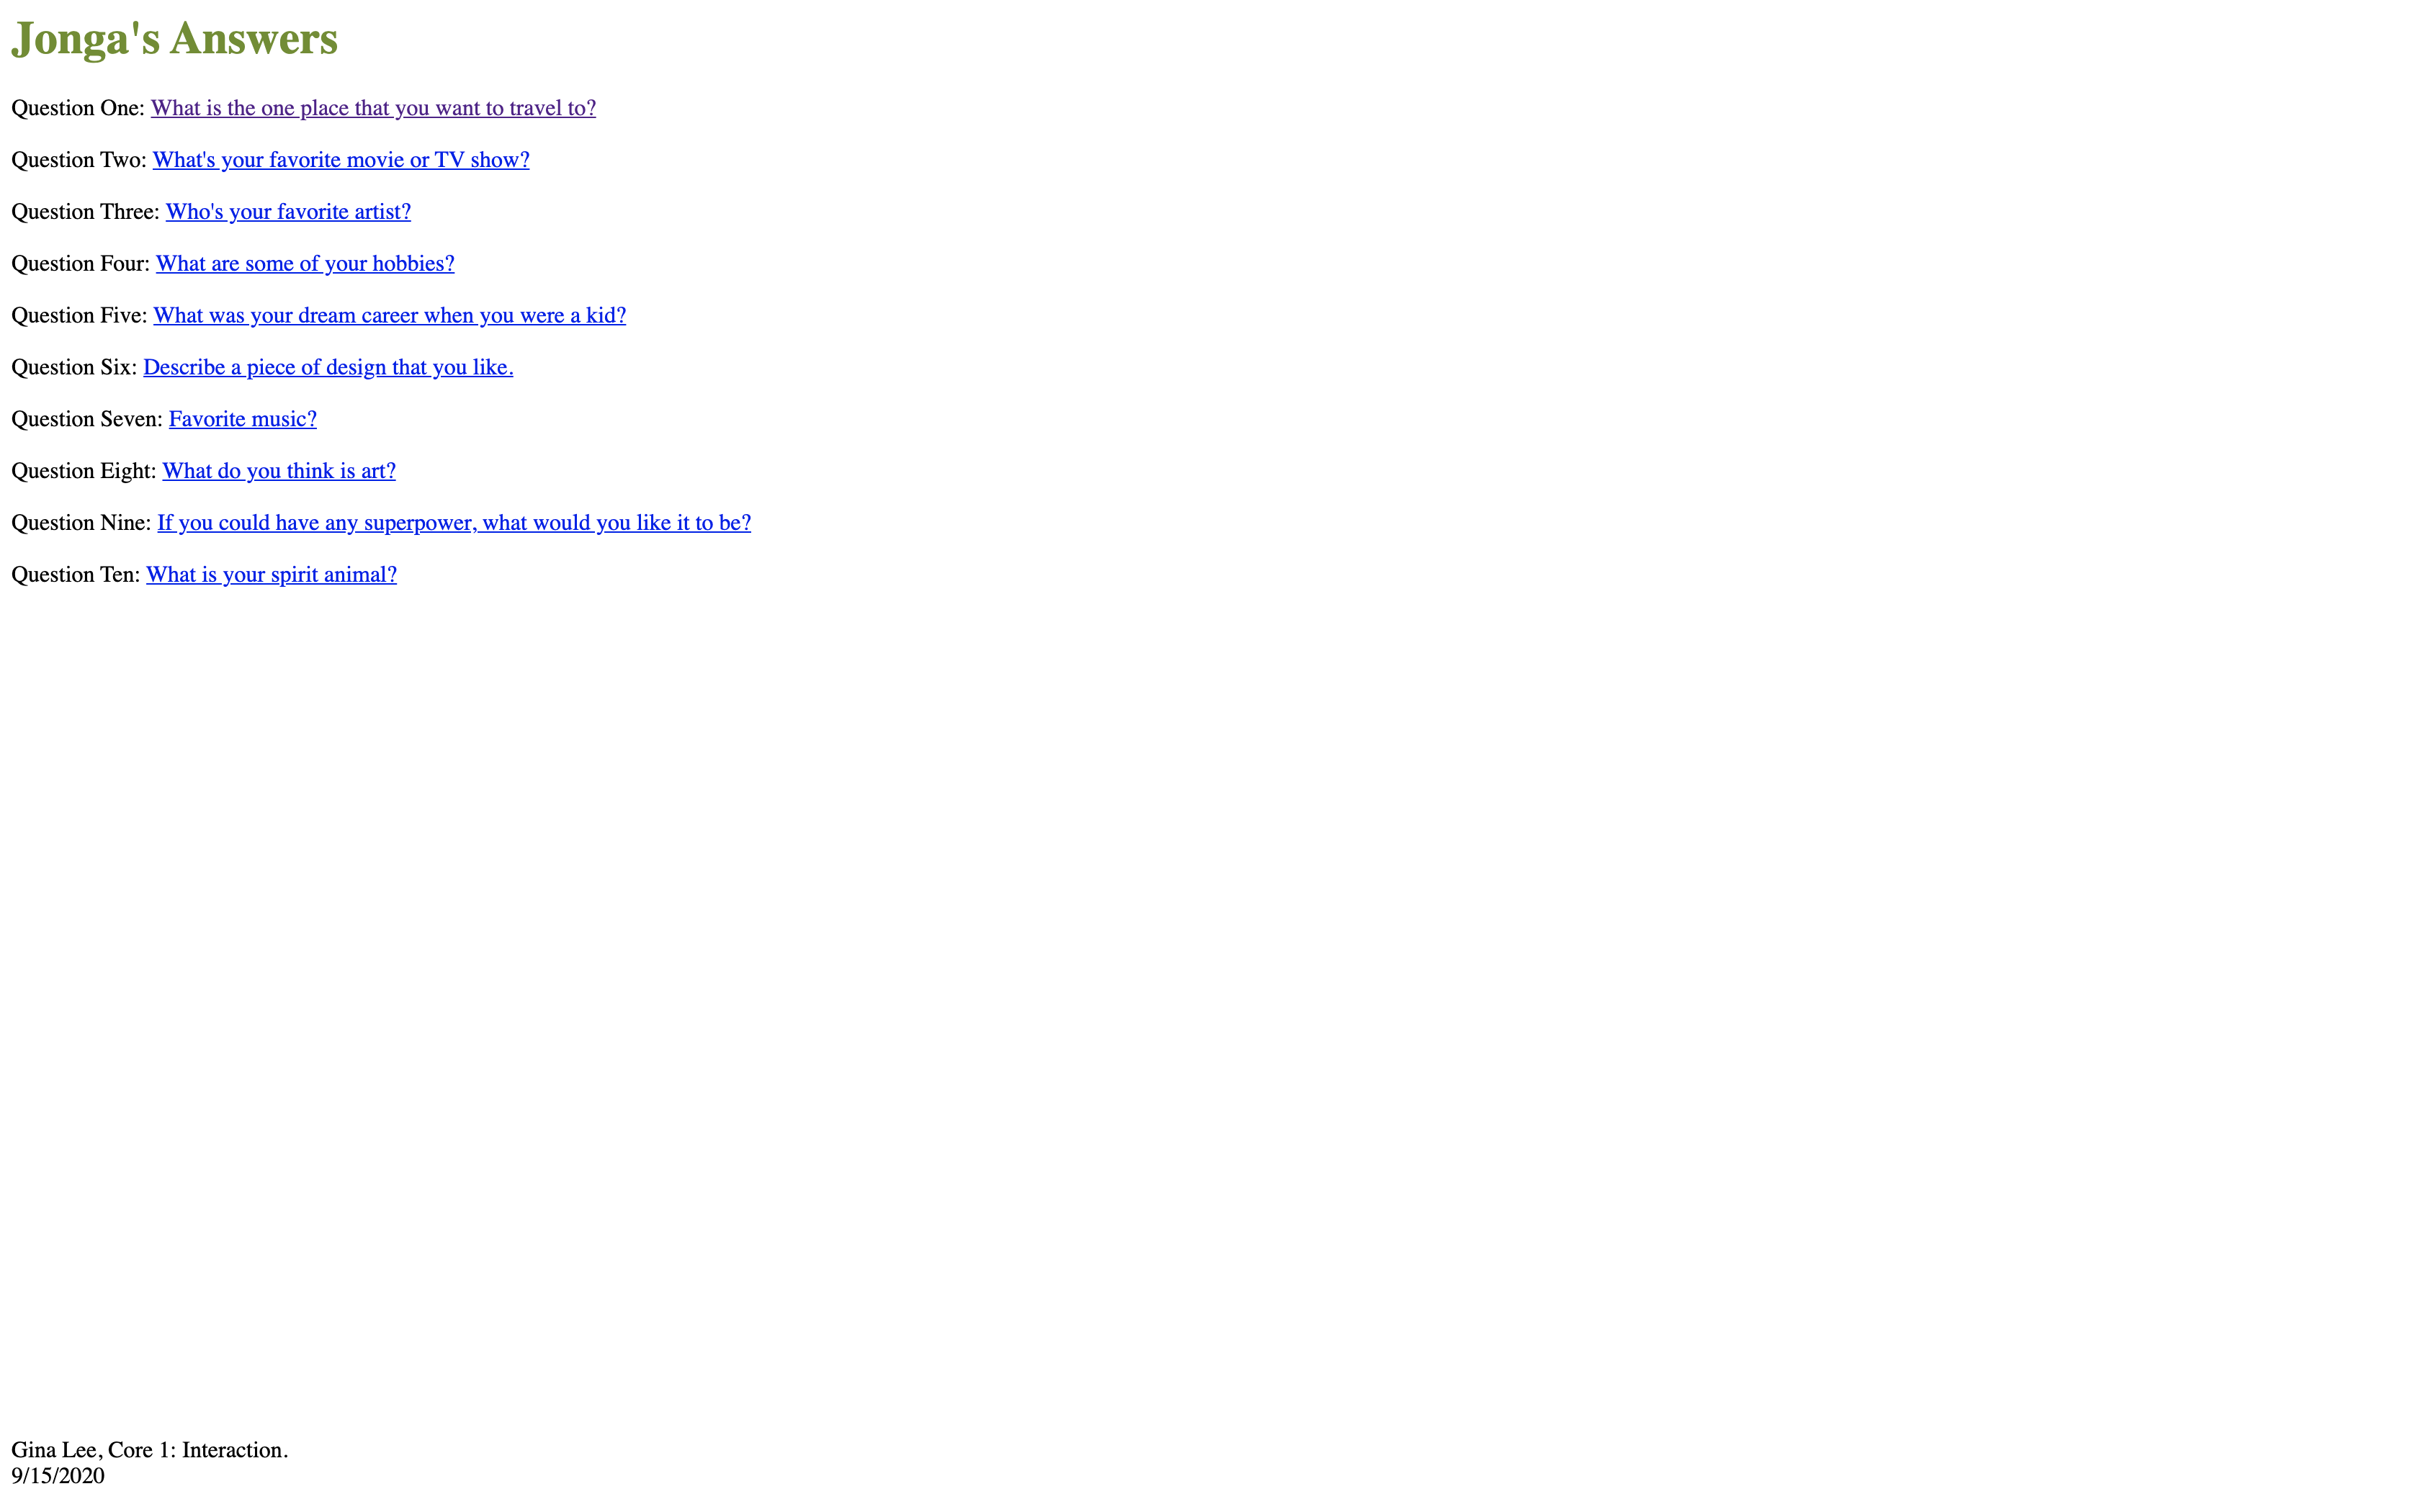 Jonga's Answers
Question One: What is the one place that you want to travel to?
Question Two: What's your favorite movie or TV show?
Question Three: Who's your favorite artist?
Question Four: What are some of your hobbies?
Question Five: What was your dream career when you were a kid?
Question Six: Describe a piece of design that you like.
Question Seven: Favorite music?
Question Eight: What do you think is art?
Question Nine: If you could have any superpower, what would you like it to be?
Question Ten: What is your spirit animal?
Gina Lee, Core 1: Interaction.
9/15/2020